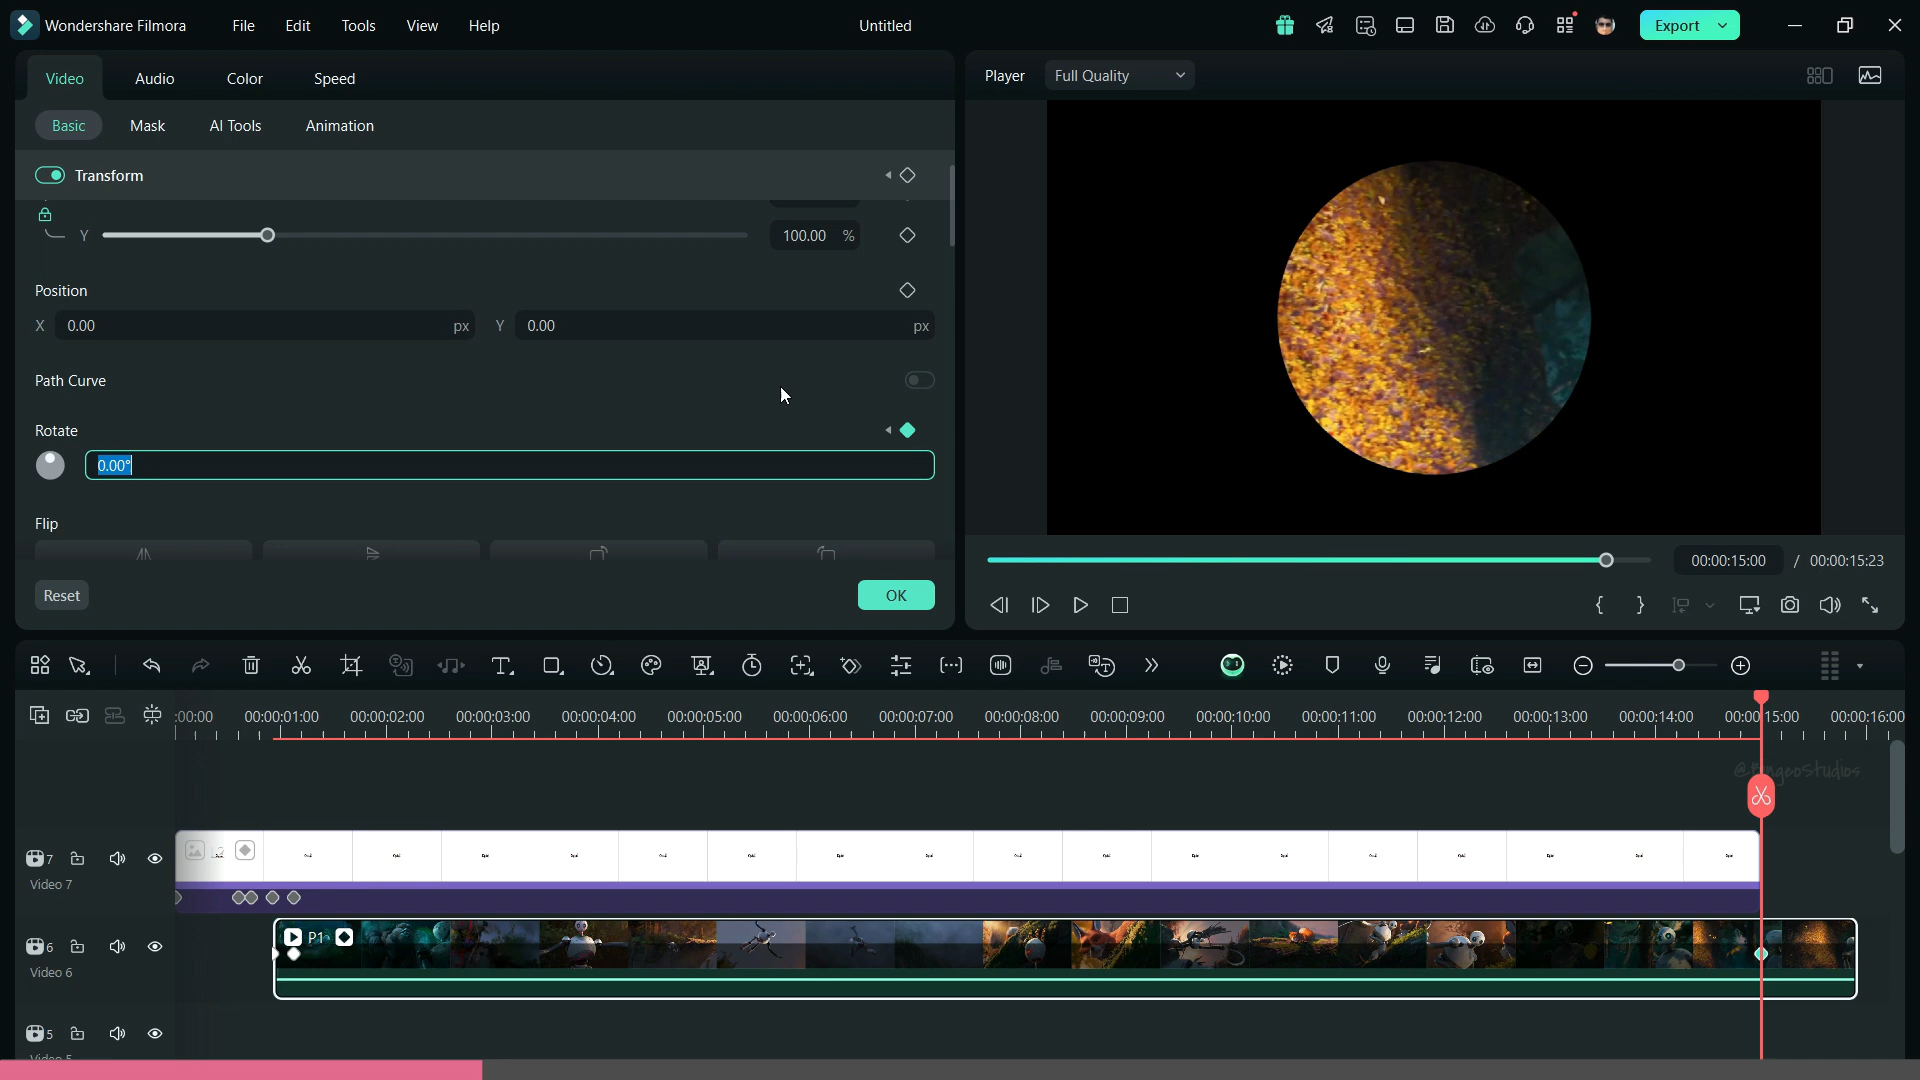 Wondershare Filmora File Edit Tools View Help Untitled Export
Video Audio Color Speed
Player Full Quality
Basic Mask AI Tools Animation
Transform
Y 100.00 %
Position
X 0.00 px Y 0.00 px
Path Curve
Rotate
0.00°
Flip
Reset OK
00:00:15:00 / 00:00:15:23
:00:00 00:00:01:00 00:00:02:00 00:00:03:00 00:00:04:00 00:00:05:00 00:00:06:00 00:00:07:00 00:00:08:00 00:00:09:00 00:00:10:00 00:00:11:00 00:00:12:00 00:00:13:00 00:00:14:00 00:00:15:00 00:00:16:00
7
Video 7
P1
6
Video 6
5
Video 5